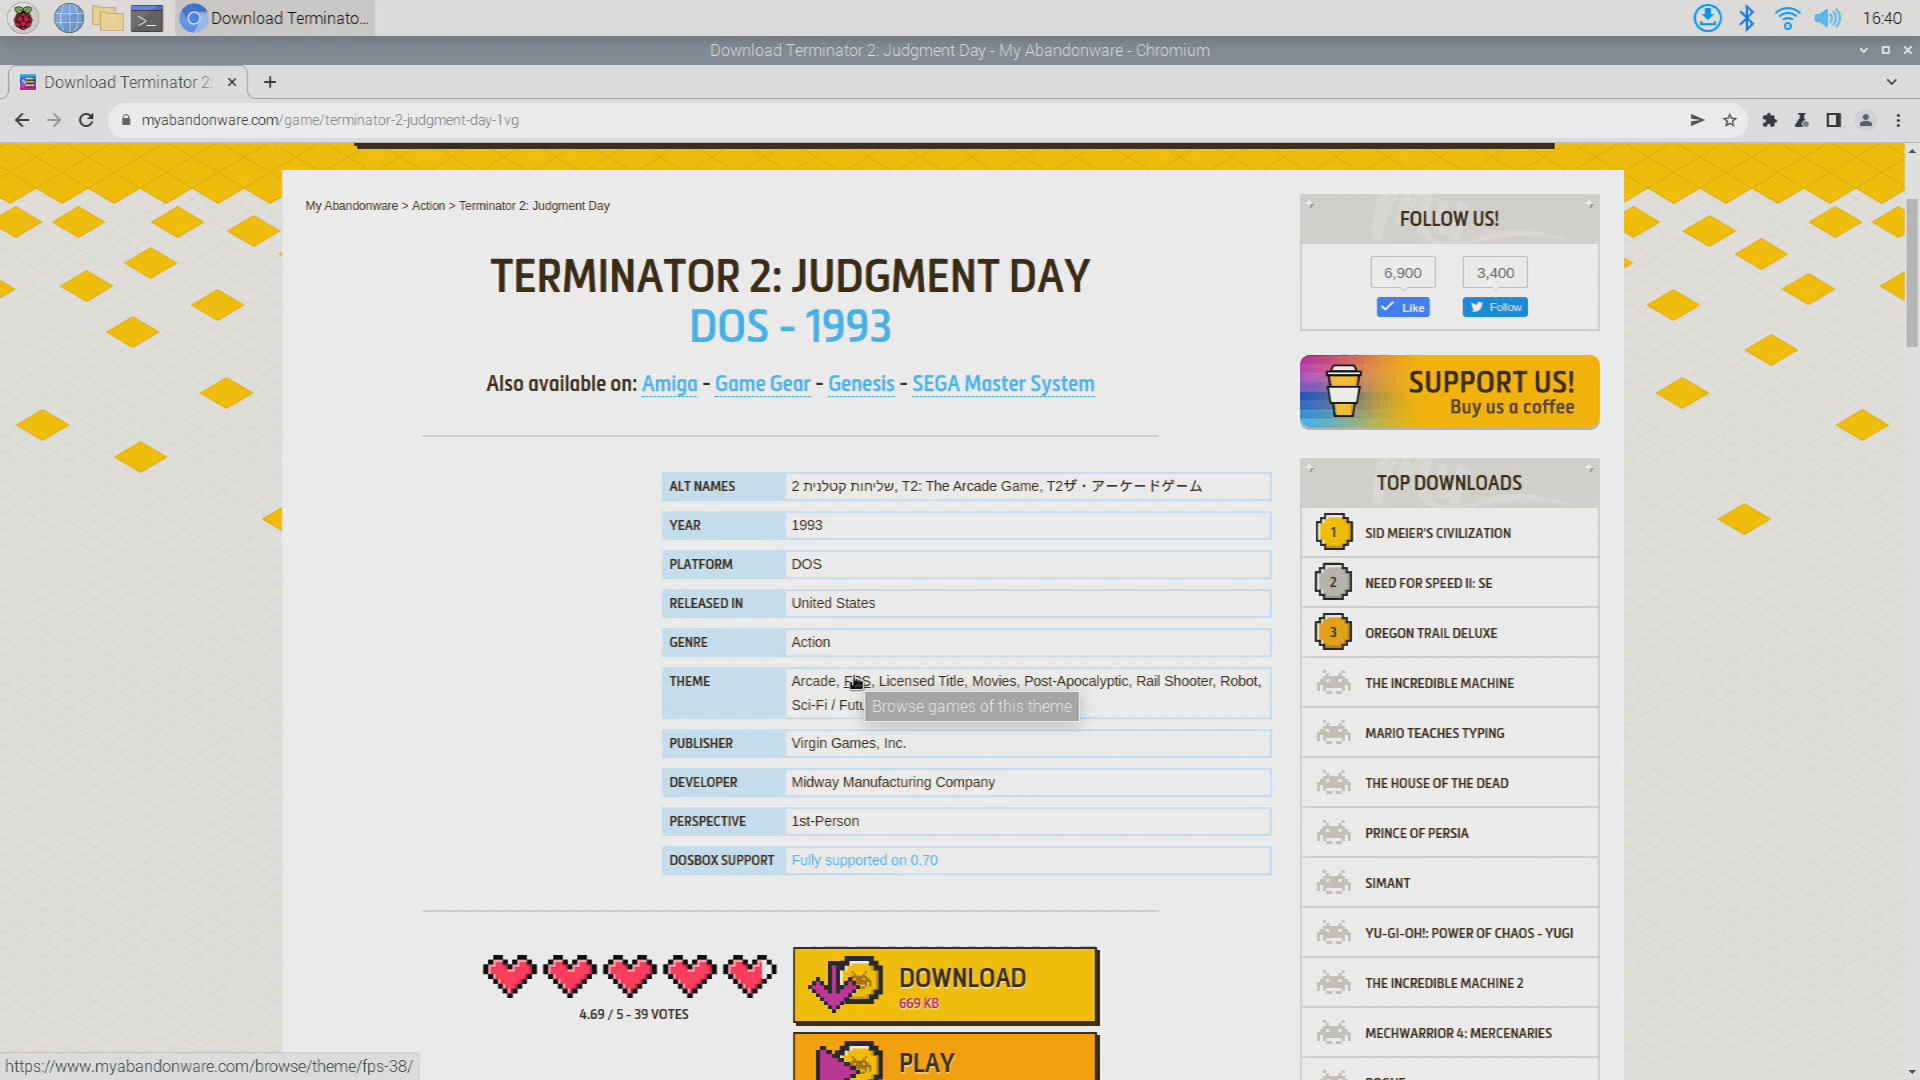 Download Terminato...
16:40
Download Terminator 2: Judgment Day - My Abandonware - Chromium
Download Terminator 2:
myabandonware.com/game/terminator-2-judgment-day-1vg
My Abandonware > Action > Terminator 2: Judgment Day
TERMINATOR 2: JUDGMENT DAY
DOS - 1993
Also available on: Amiga - Game Gear - Genesis - SEGA Master System
ALT NAMES שליחות קטלנית 2, T2: The Arcade Game, T2ザ・アーケードゲーム
YEAR 1993
PLATFORM DOS
RELEASED IN United States
GENRE Action
THEME Arcade, FPS, Licensed Title, Movies, Post-Apocalyptic, Rail Shooter, Robot,
Sci-Fi / Futu
Browse games of this theme
PUBLISHER Virgin Games, Inc.
DEVELOPER Midway Manufacturing Company
PERSPECTIVE 1st-Person
DOSBOX SUPPORT Fully supported on 0.70
4.69 / 5 - 39 VOTES
DOWNLOAD
669 KB
PLAY
FOLLOW US!
6,900 3,400
Like Follow
SUPPORT US!
Buy us a coffee
TOP DOWNLOADS
1 SID MEIER'S CIVILIZATION
2 NEED FOR SPEED II: SE
3 OREGON TRAIL DELUXE
THE INCREDIBLE MACHINE
MARIO TEACHES TYPING
THE HOUSE OF THE DEAD
PRINCE OF PERSIA
SIMANT
YU-GI-OH!: POWER OF CHAOS - YUGI
THE INCREDIBLE MACHINE 2
MECHWARRIOR 4: MERCENARIES
https://www.myabandonware.com/browse/theme/fps-38/